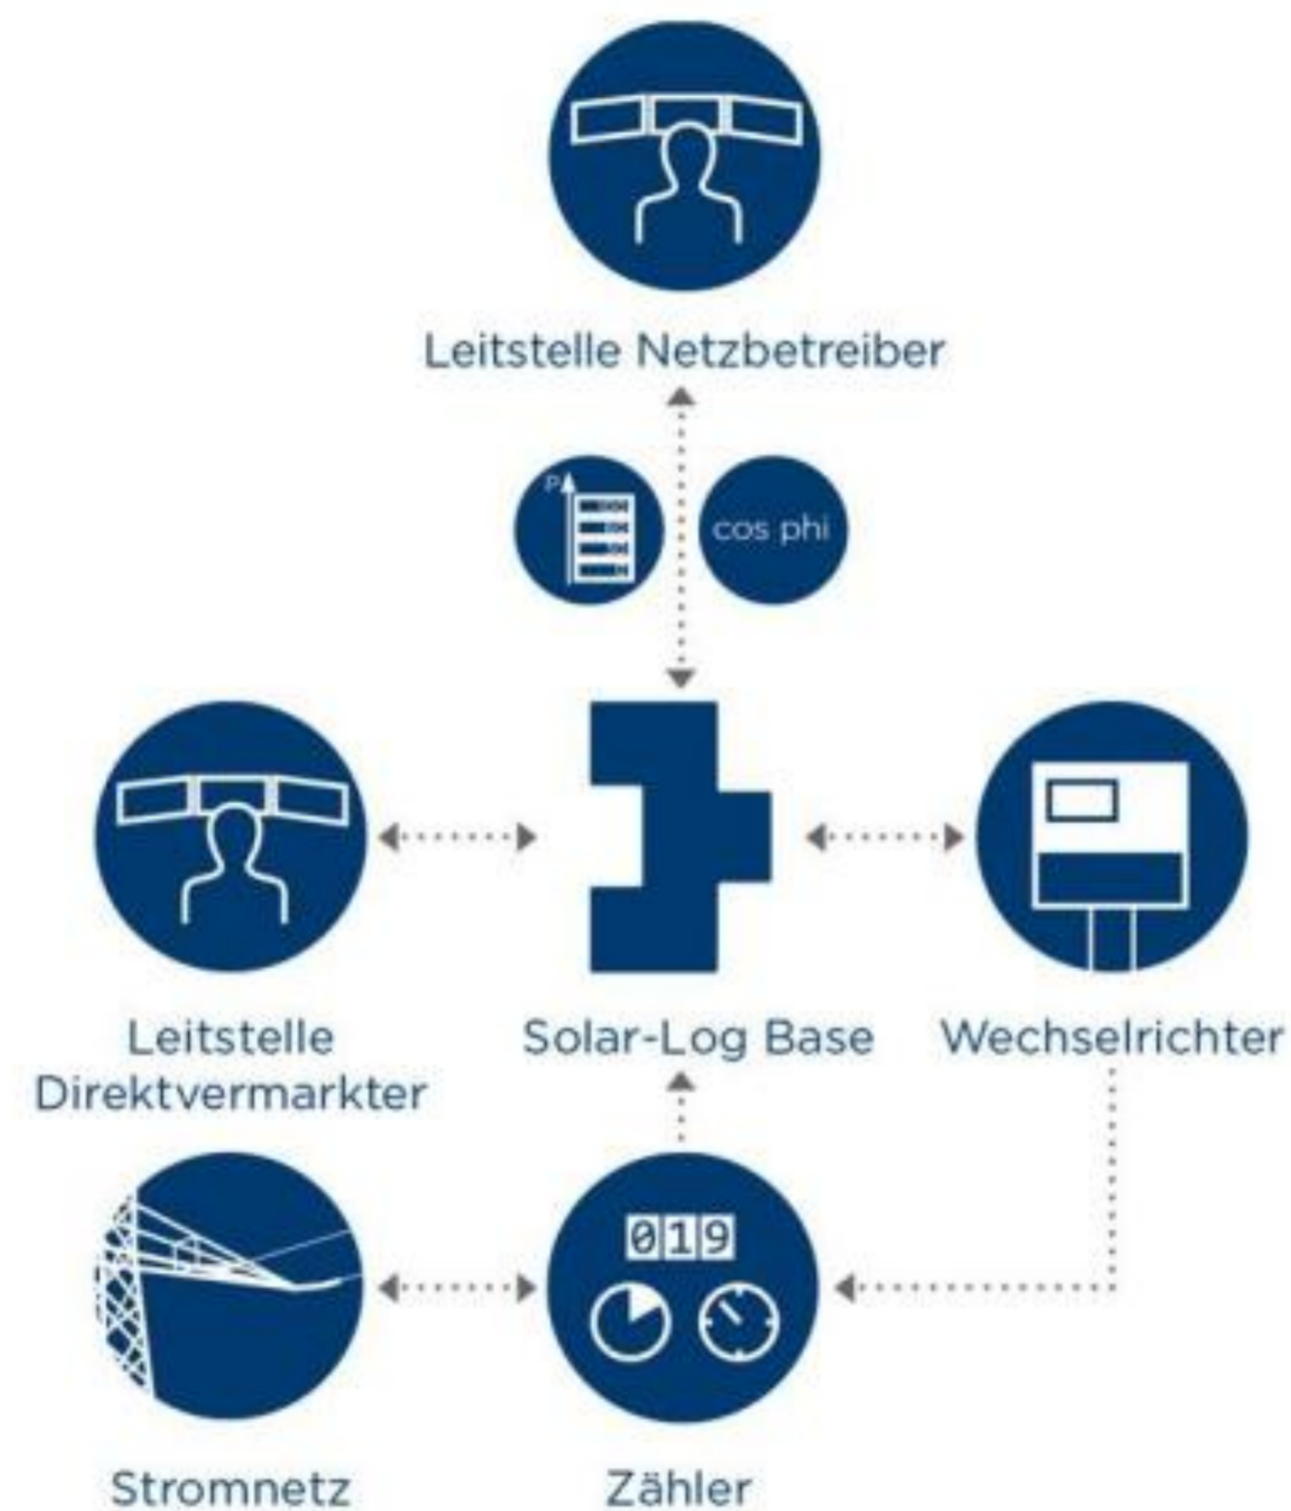 Leitstelle Netzbetreiber
P
cos phi
Leitstelle
Direktvermarkter
Solar-Log Base
Wechselrichter
019
Stromnetz
Zähler